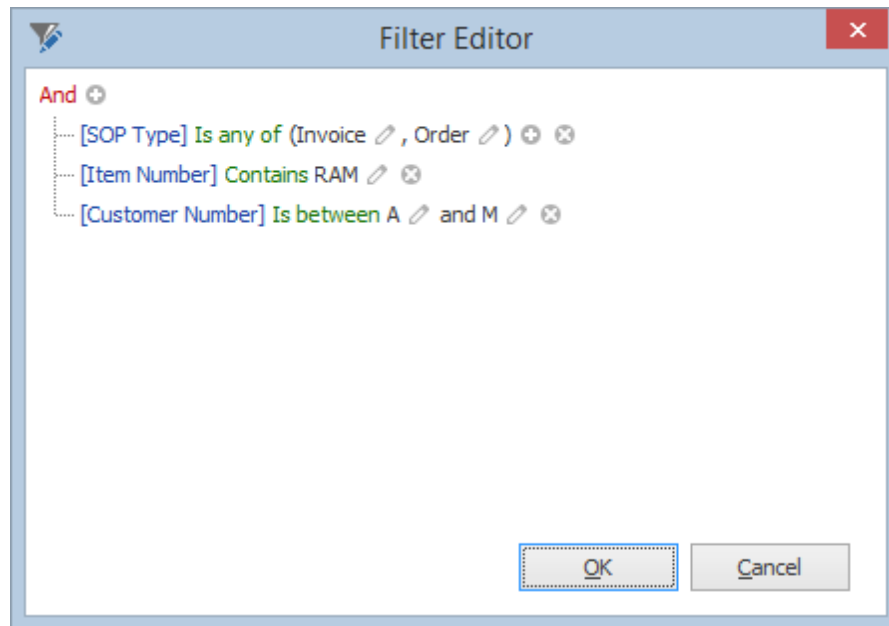 Filter Editor
And
[SOP Type] Is any of (Invoice , Order )
[Item Number] Contains RAM
[Customer Number] Is between A and M
OK Cancel